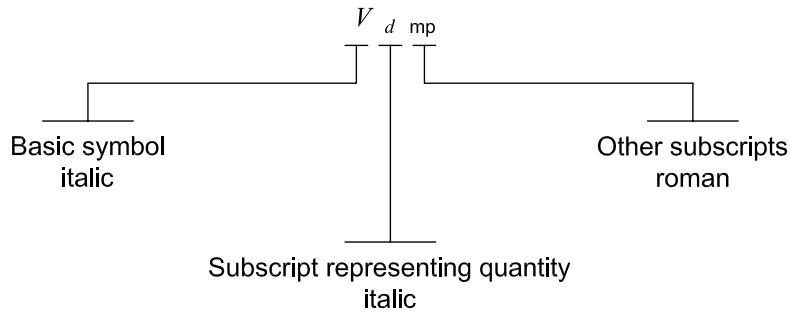 V d mp
Basic symbol
italic
Other subscripts
roman
Subscript representing quantity
italic